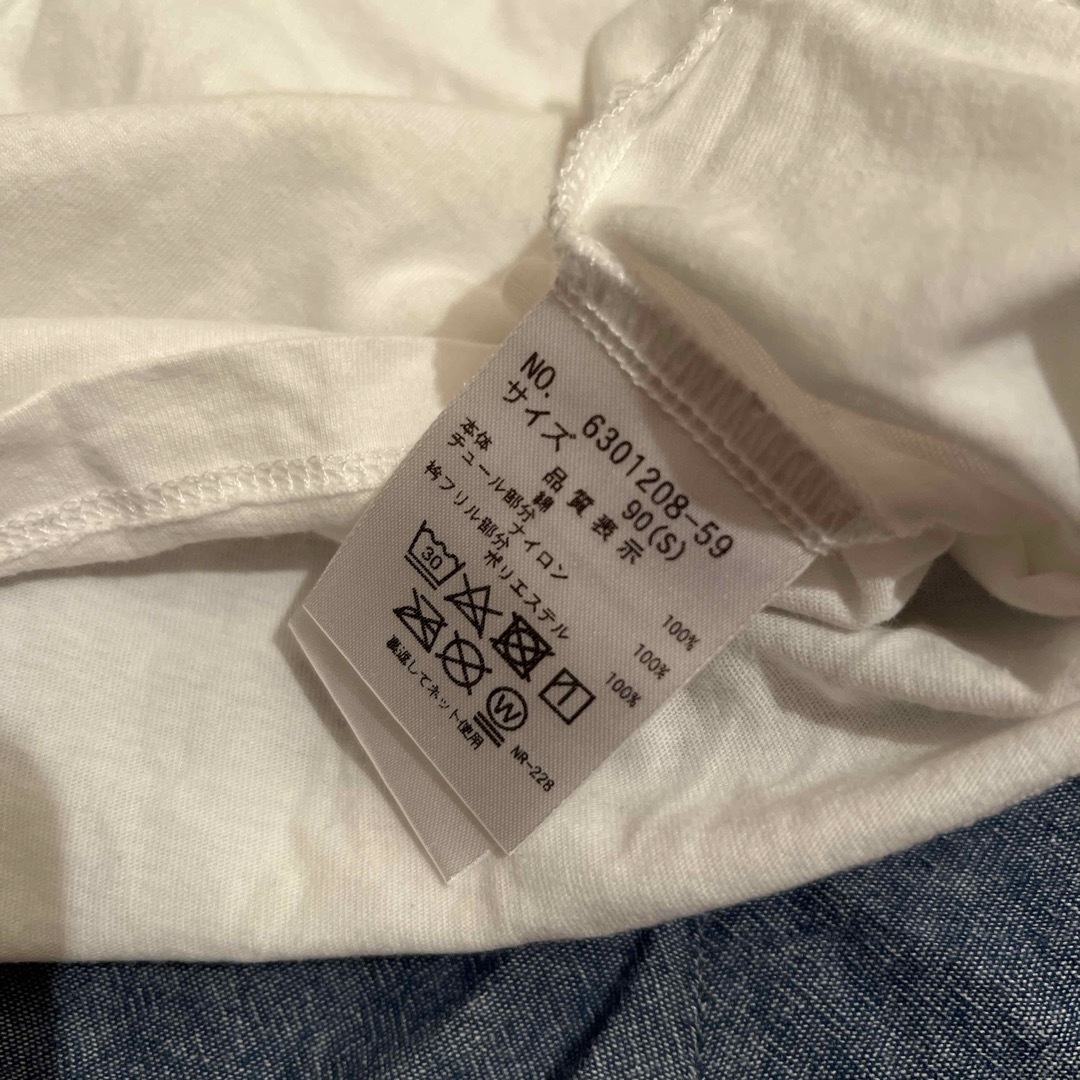 NO. 6301208-59
サイズ 90(S)
品質表示
本体 綿 100%
チュール部分 ナイロン 100%
衿フリル部分 ポリエステル 100%
30
W
裏返してネット使用
NR-228